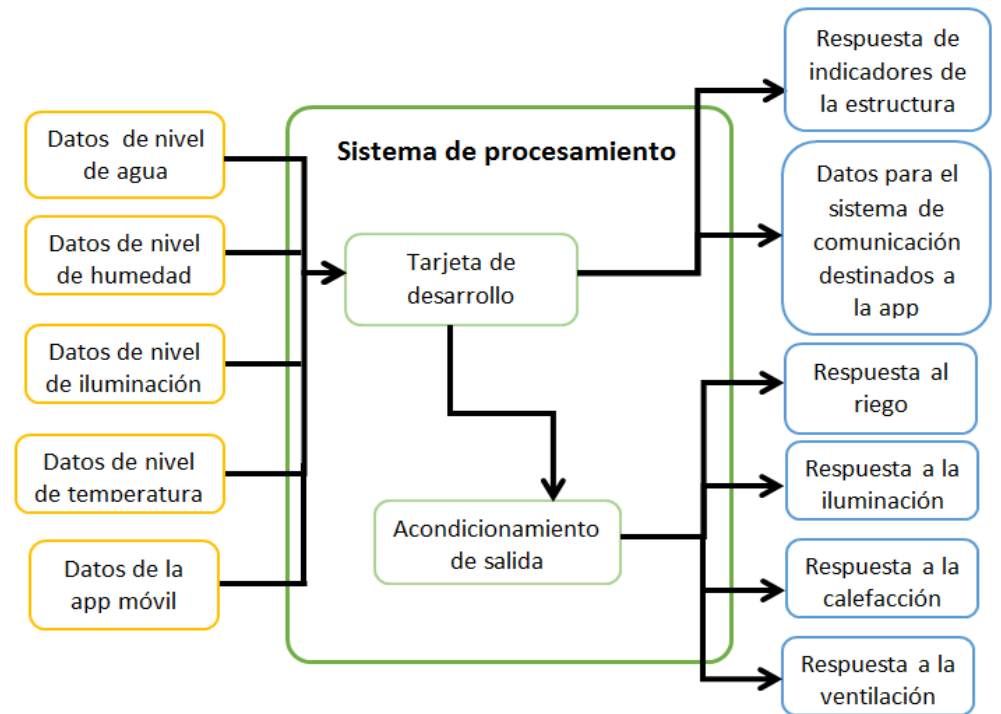 Datos de nivel
de agua
Datos de nivel
de humedad
Datos de nivel
de iluminación
Datos de nivel
de temperatura
Datos de la
app móvil
Sistema de procesamiento
Tarjeta de
desarrollo
Acondicionamiento
de salida
Respuesta de
indicadores de
la estructura
Datos para el
sistema de
comunicación
destinados a
la app
Respuesta al
riego
Respuesta a la
iluminación
Respuesta a la
calefacción
Respuesta a la
ventilación